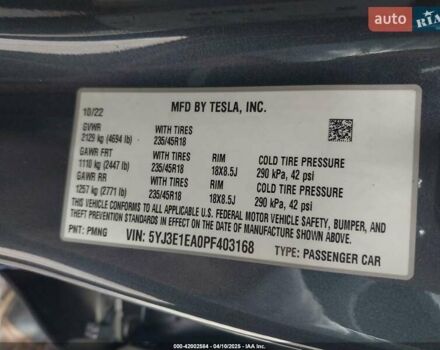 auto RIA
MFD BY TESLA, INC.
10/22
GVWR WITH TIRES
2129 kg (4694 lb) 235/45R18
GAWR FRT WITH TIRES RIM COLD TIRE PRESSURE
1110 kg (2447 lb) 235/45R18 18X8.5J 290 kPa, 42 psi
GAWR RR WITH TIRES RIM COLD TIRE PRESSURE
1257 kg (2771 lb) 235/45R18 18X8.5J 290 kPa, 42 psi
THIS VEHICLE CONFORMS TO ALL APPLICABLE
U.S. FEDERAL MOTOR VEHICLE SAFETY, BUMPER, AND
THEFT PREVENTION STANDARDS IN EFFECT ON THE DATE OF MANUFACTURE SHOWN ABOVE.
PNT: PMNG VIN: 5YJ3E1EA0PF403168 TYPE: PASSENGER CAR
000-42002564 - 04/10/2025 - IAAI